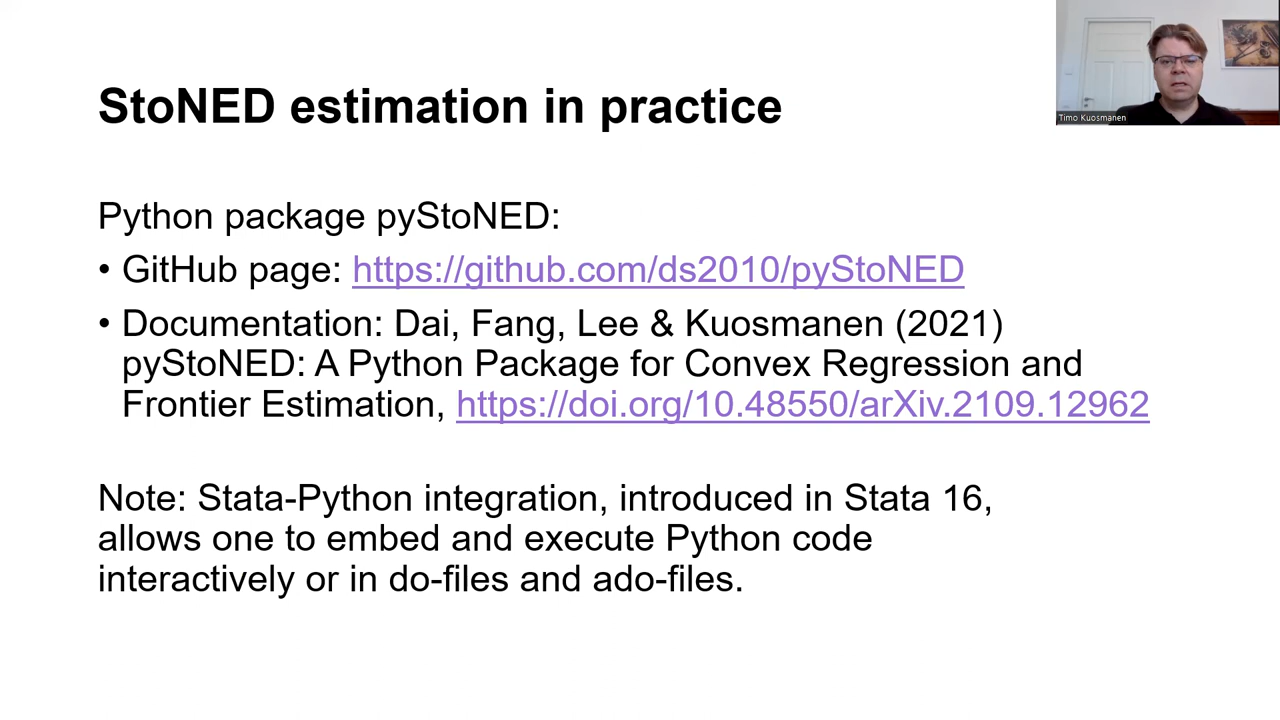 StoNED estimation in practice
Timo Kuosmanen
Python package pyStoNED:
• GitHub page: https://github.com/ds2010/pyStoNED
• Documentation: Dai, Fang, Lee & Kuosmanen (2021)
pyStoNED: A Python Package for Convex Regression and
Frontier Estimation, https://doi.org/10.48550/arXiv.2109.12962
Note: Stata-Python integration, introduced in Stata 16,
allows one to embed and execute Python code
interactively or in do-files and ado-files.